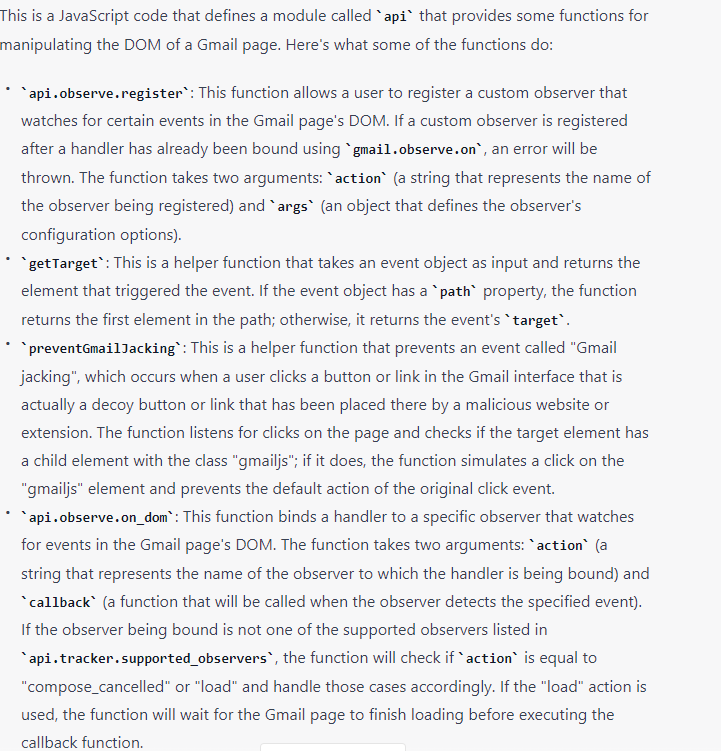 This is a JavaScript code that defines a module called `api` that provides some functions for
manipulating the DOM of a Gmail page. Here's what some of the functions do:
• `api.observe.register`: This function allows a user to register a custom observer that
watches for certain events in the Gmail page's DOM. If a custom observer is registered
after a handler has already been bound using `gmail.observe.on`, an error will be
thrown. The function takes two arguments: `action` (a string that represents the name of
the observer being registered) and `args` (an object that defines the observer's
configuration options).
• `getTarget`: This is a helper function that takes an event object as input and returns the
element that triggered the event. If the event object has a `path` property, the function
returns the first element in the path; otherwise, it returns the event's `target`.
• `preventGmailJacking`: This is a helper function that prevents an event called "Gmail
jacking", which occurs when a user clicks a button or link in the Gmail interface that is
actually a decoy button or link that has been placed there by a malicious website or
extension. The function listens for clicks on the page and checks if the target element has
a child element with the class "gmailjs"; if it does, the function simulates a click on the
"gmailjs" element and prevents the default action of the original click event.
• `api.observe.on_dom`: This function binds a handler to a specific observer that watches
for events in the Gmail page's DOM. The function takes two arguments: `action` (a
string that represents the name of the observer to which the handler is being bound) and
`callback` (a function that will be called when the observer detects the specified event).
If the observer being bound is not one of the supported observers listed in
`api.tracker.supported_observers`, the function will check if `action` is equal to
"compose_cancelled" or "load" and handle those cases accordingly. If the "load" action is
used, the function will wait for the Gmail page to finish loading before executing the
callback function.